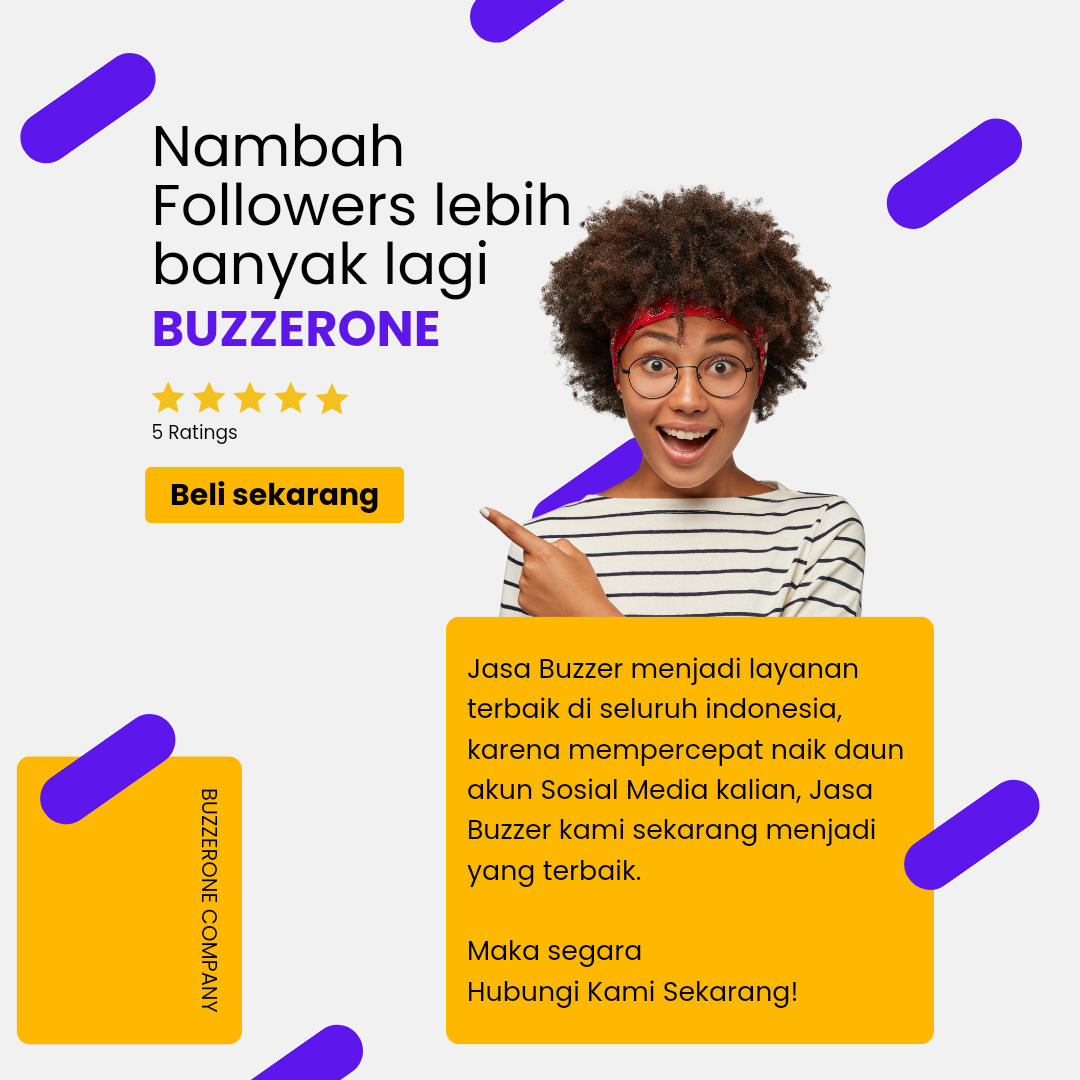 Nambah
Followers lebih
banyak lagi
BUZZERONE
5 Ratings
Beli sekarang
Jasa Buzzer menjadi layanan
terbaik di seluruh indonesia,
karena mempercepat naik daun
akun Sosial Media kalian, Jasa
Buzzer kami sekarang menjadi
yang terbaik.
Maka segara
Hubungi Kami Sekarang!
BUZZERONE COMPANY